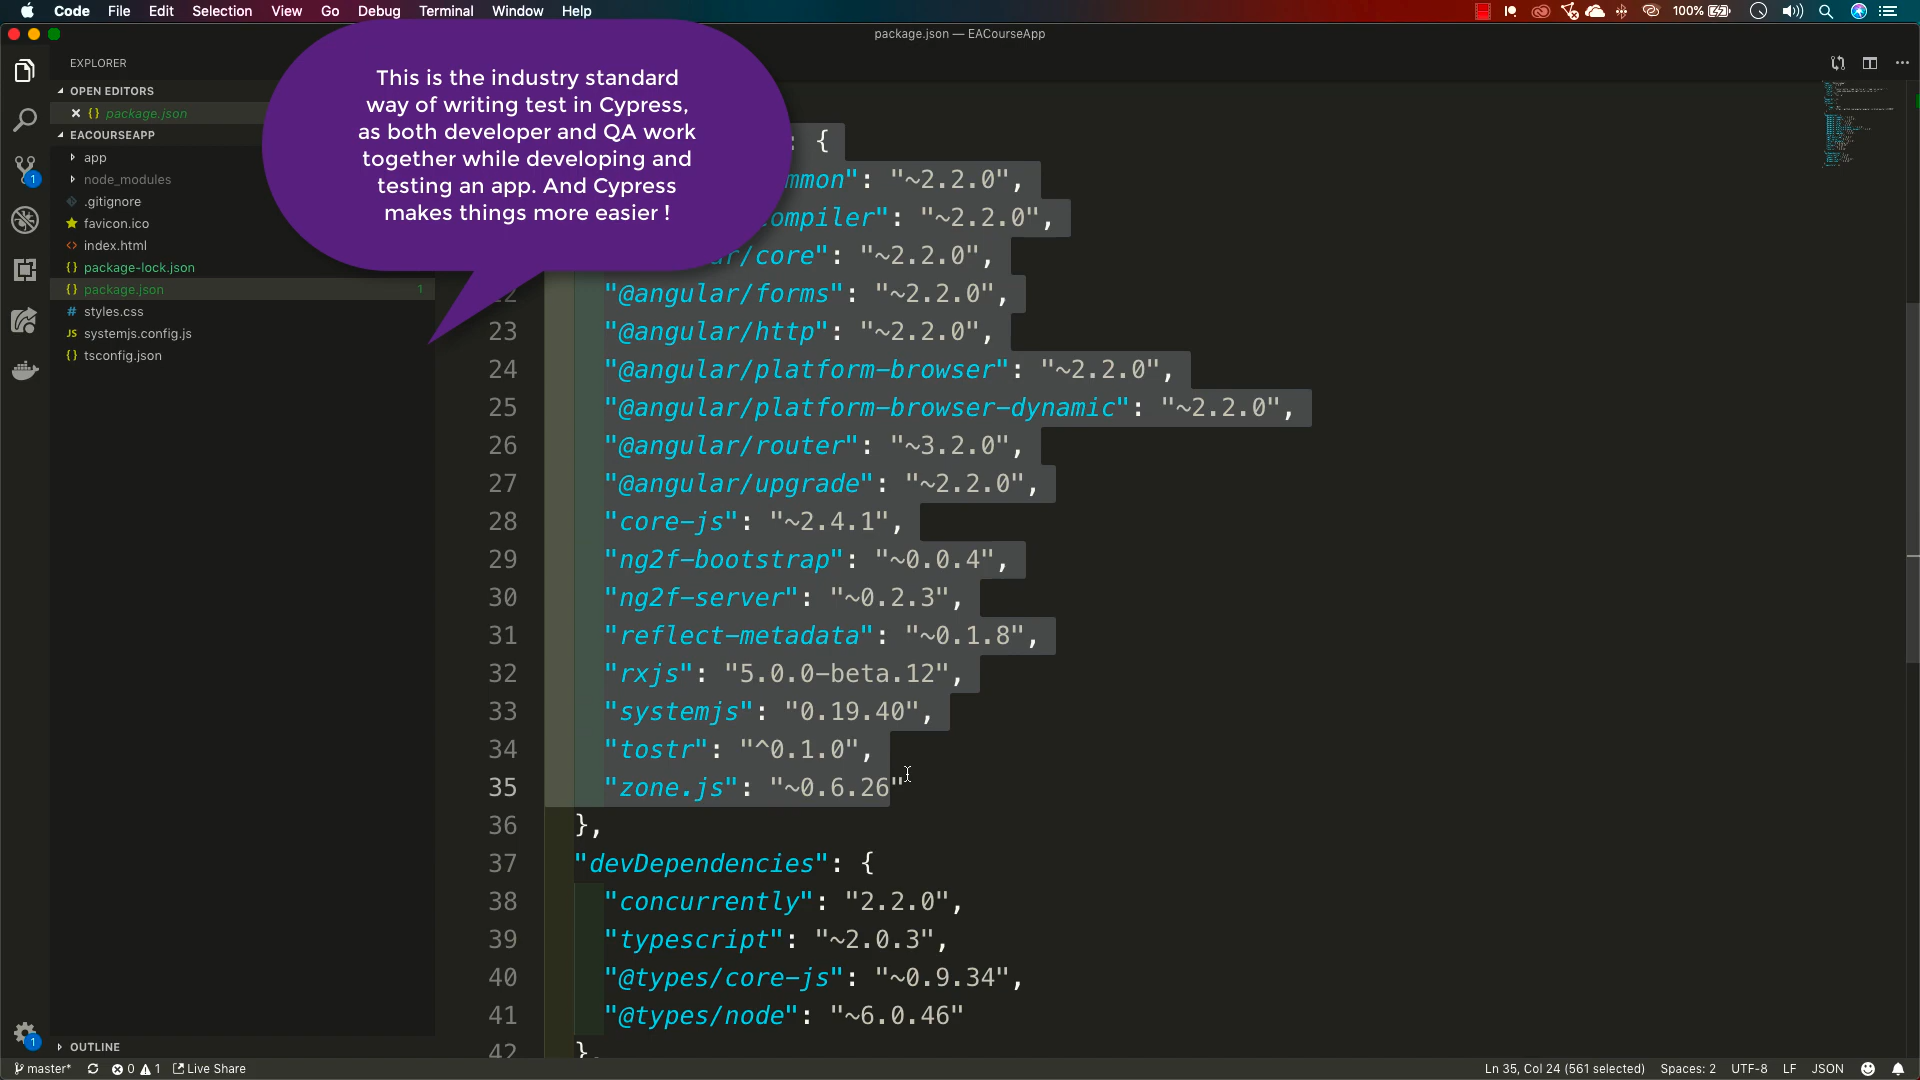 Code File Edit Selection View Go Debug Terminal Window Help 100%
package.json — EACourseApp
EXPLORER
OPEN EDITORS
{} package.json
EACOURSEAPP
app
node_modules
.gitignore
favicon.ico
<> index.html
{} package-lock.json
{} package.json 1
# styles.css
JS systemjs.config.js
{} tsconfig.json
OUTLINE
1
1
This is the industry standard
way of writing test in Cypress,
as both developer and QA work
together while developing and
testing an app. And Cypress
makes things more easier !
: {
mmon": "~2.2.0",
ompiler": "~2.2.0",
ar/core": "~2.2.0",
22 "@angular/forms": "~2.2.0",
23 "@angular/http": "~2.2.0",
24 "@angular/platform-browser": "~2.2.0",
25 "@angular/platform-browser-dynamic": "~2.2.0",
26 "@angular/router": "~3.2.0",
27 "@angular/upgrade": "~2.2.0",
28 "core-js": "~2.4.1",
29 "ng2f-bootstrap": "~0.0.4",
30 "ng2f-server": "~0.2.3",
31 "reflect-metadata": "~0.1.8",
32 "rxjs": "5.0.0-beta.12",
33 "systemjs": "0.19.40",
34 "tostr": "^0.1.0",
35 "zone.js": "~0.6.26"
36 },
37 "devDependencies": {
38 "concurrently": "2.2.0",
39 "typescript": "~2.0.3",
40 "@types/core-js": "~0.9.34",
41 "@types/node": "~6.0.46"
42 },
master* 0 1 Live Share Ln 35, Col 24 (561 selected) Spaces: 2 UTF-8 LF JSON